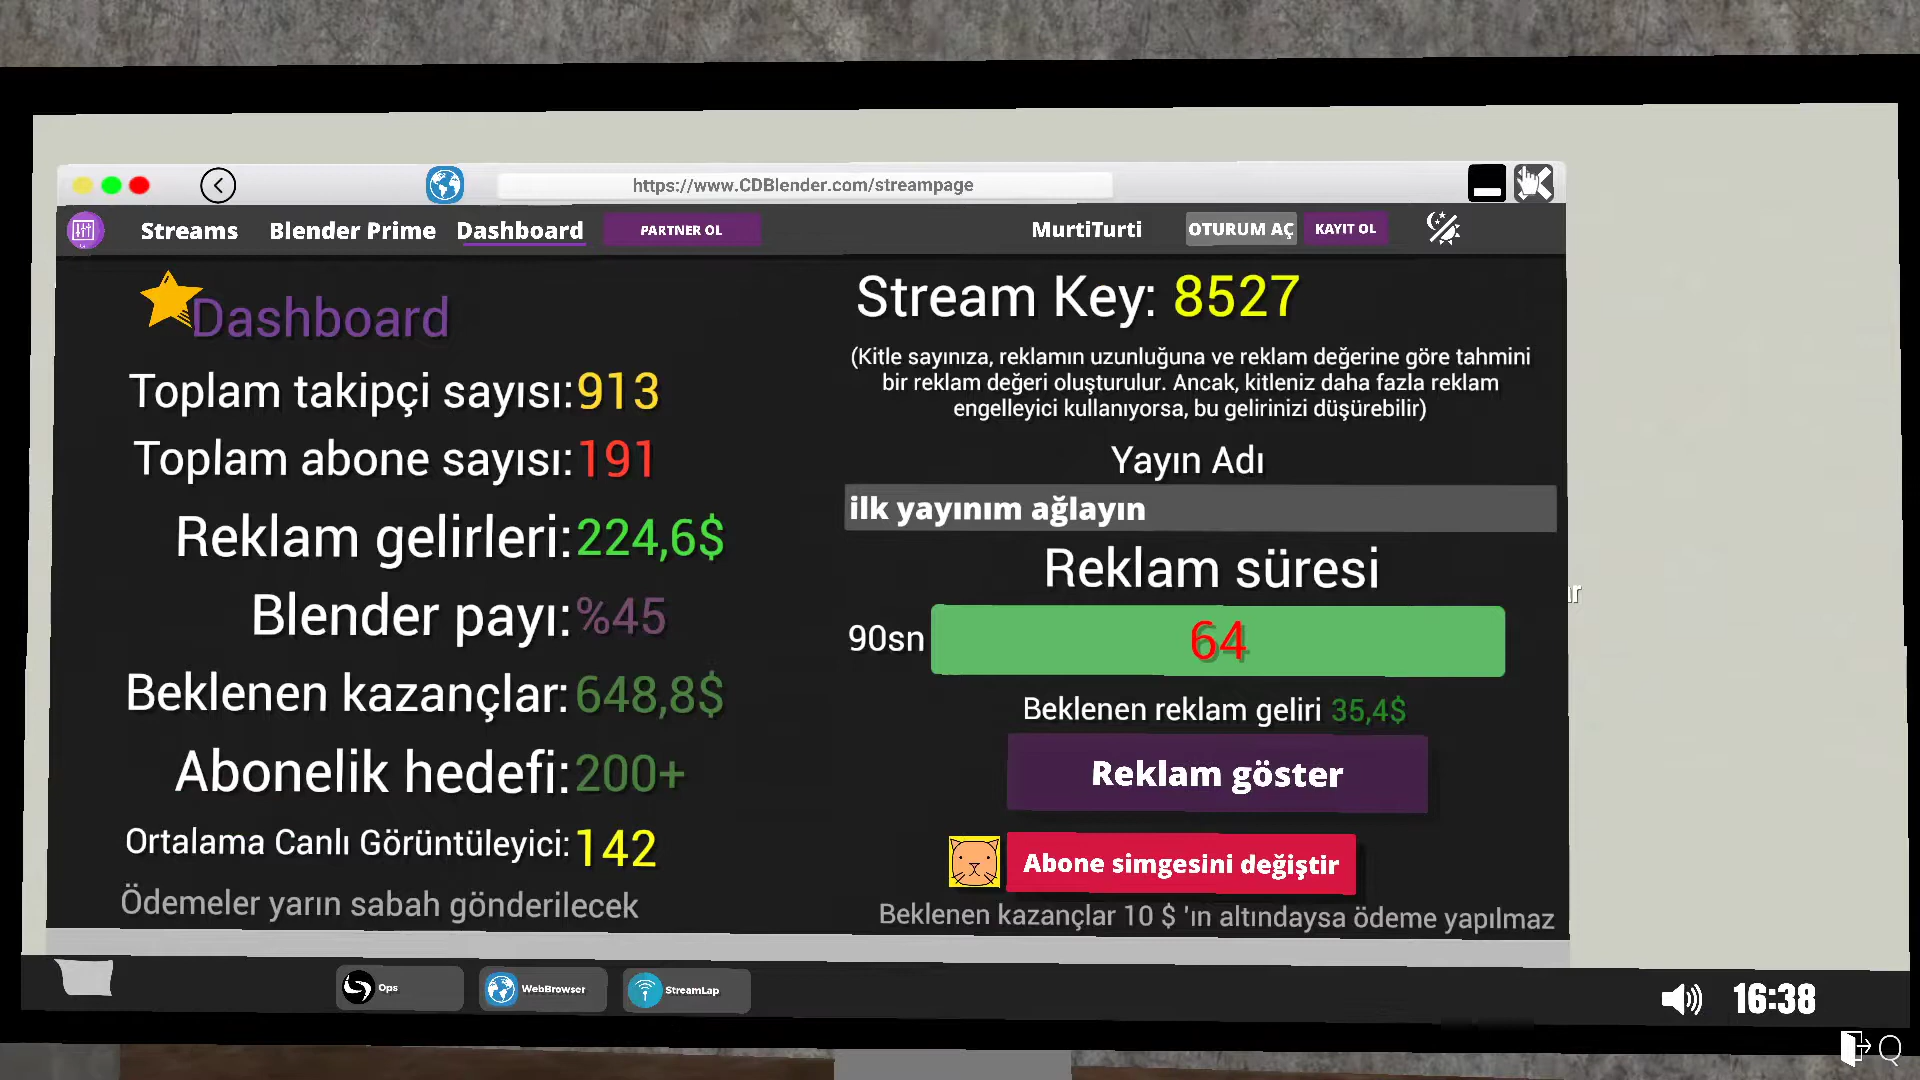 https://www.CDBlender.com/streampage
Streams Blender Prime Dashboard PARTNER OL MurtiTurti OTURUM AÇ KAYIT OL
Dashboard
Toplam takipçi sayısı:913
Toplam abone sayısı:191
Reklam gelirleri:224,6$
Blender payı:%45
Beklenen kazançlar:648,8$
Abonelik hedefi:200+
Ortalama Canlı Görüntüleyici:142
Ödemeler yarın sabah gönderilecek
Stream Key: 8527
(Kitle sayınıza, reklamın uzunluğuna ve reklam değerine göre tahmini
bir reklam değeri oluşturulur. Ancak, kitleniz daha fazla reklam
engelleyici kullanıyorsa, bu gelirinizi düşürebilir)
Yayın Adı
ilk yayınım ağlayın
Reklam süresi
90sn 64
Beklenen reklam geliri 35,4$
Reklam göster
Abone simgesini değiştir
Beklenen kazançlar 10 $ 'ın altındaysa ödeme yapılmaz
Ops WebBrowser StreamLap
16:38
Q